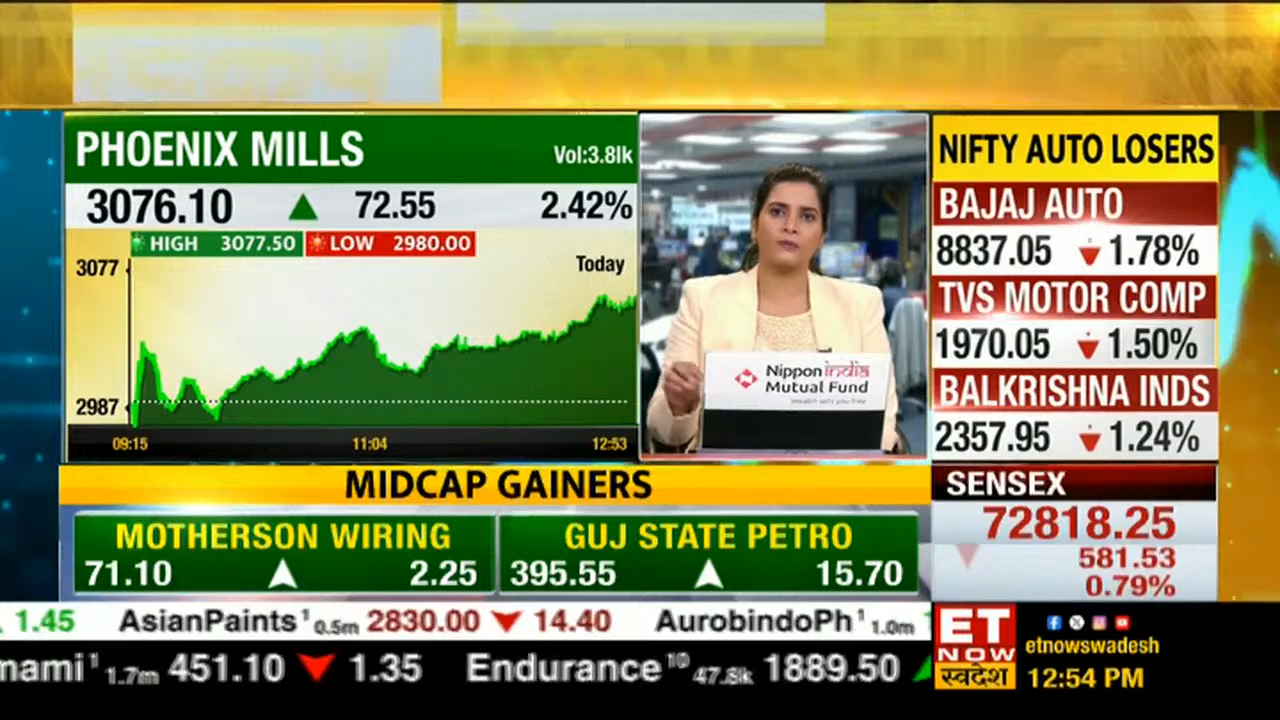 PHOENIX MILLS
Vol:3.8lk
3076.10 72.55 2.42%
HIGH 3077.50 LOW 2980.00
Today
3077
2987
09:15 11:04 12:53
Nippon india
Mutual Fund
NIFTY AUTO LOSERS
BAJAJ AUTO
8837.05 1.78%
TVS MOTOR COMP
1970.05 1.50%
BALKRISHNA INDS
2357.95 1.24%
SENSEX
72818.25
581.53
0.79%
MIDCAP GAINERS
MOTHERSON WIRING
71.10 2.25
GUJ STATE PETRO
395.55 15.70
1.45 AsianPaints¹ 0.5m 2830.00 14.40 AurobindoPh¹ 1.0m
mami¹ 1.7m 451.10 1.35 Endurance¹⁰ 47.8k 1889.50
ET
NOW
स्वदेश
etnowswadesh
12:54 PM